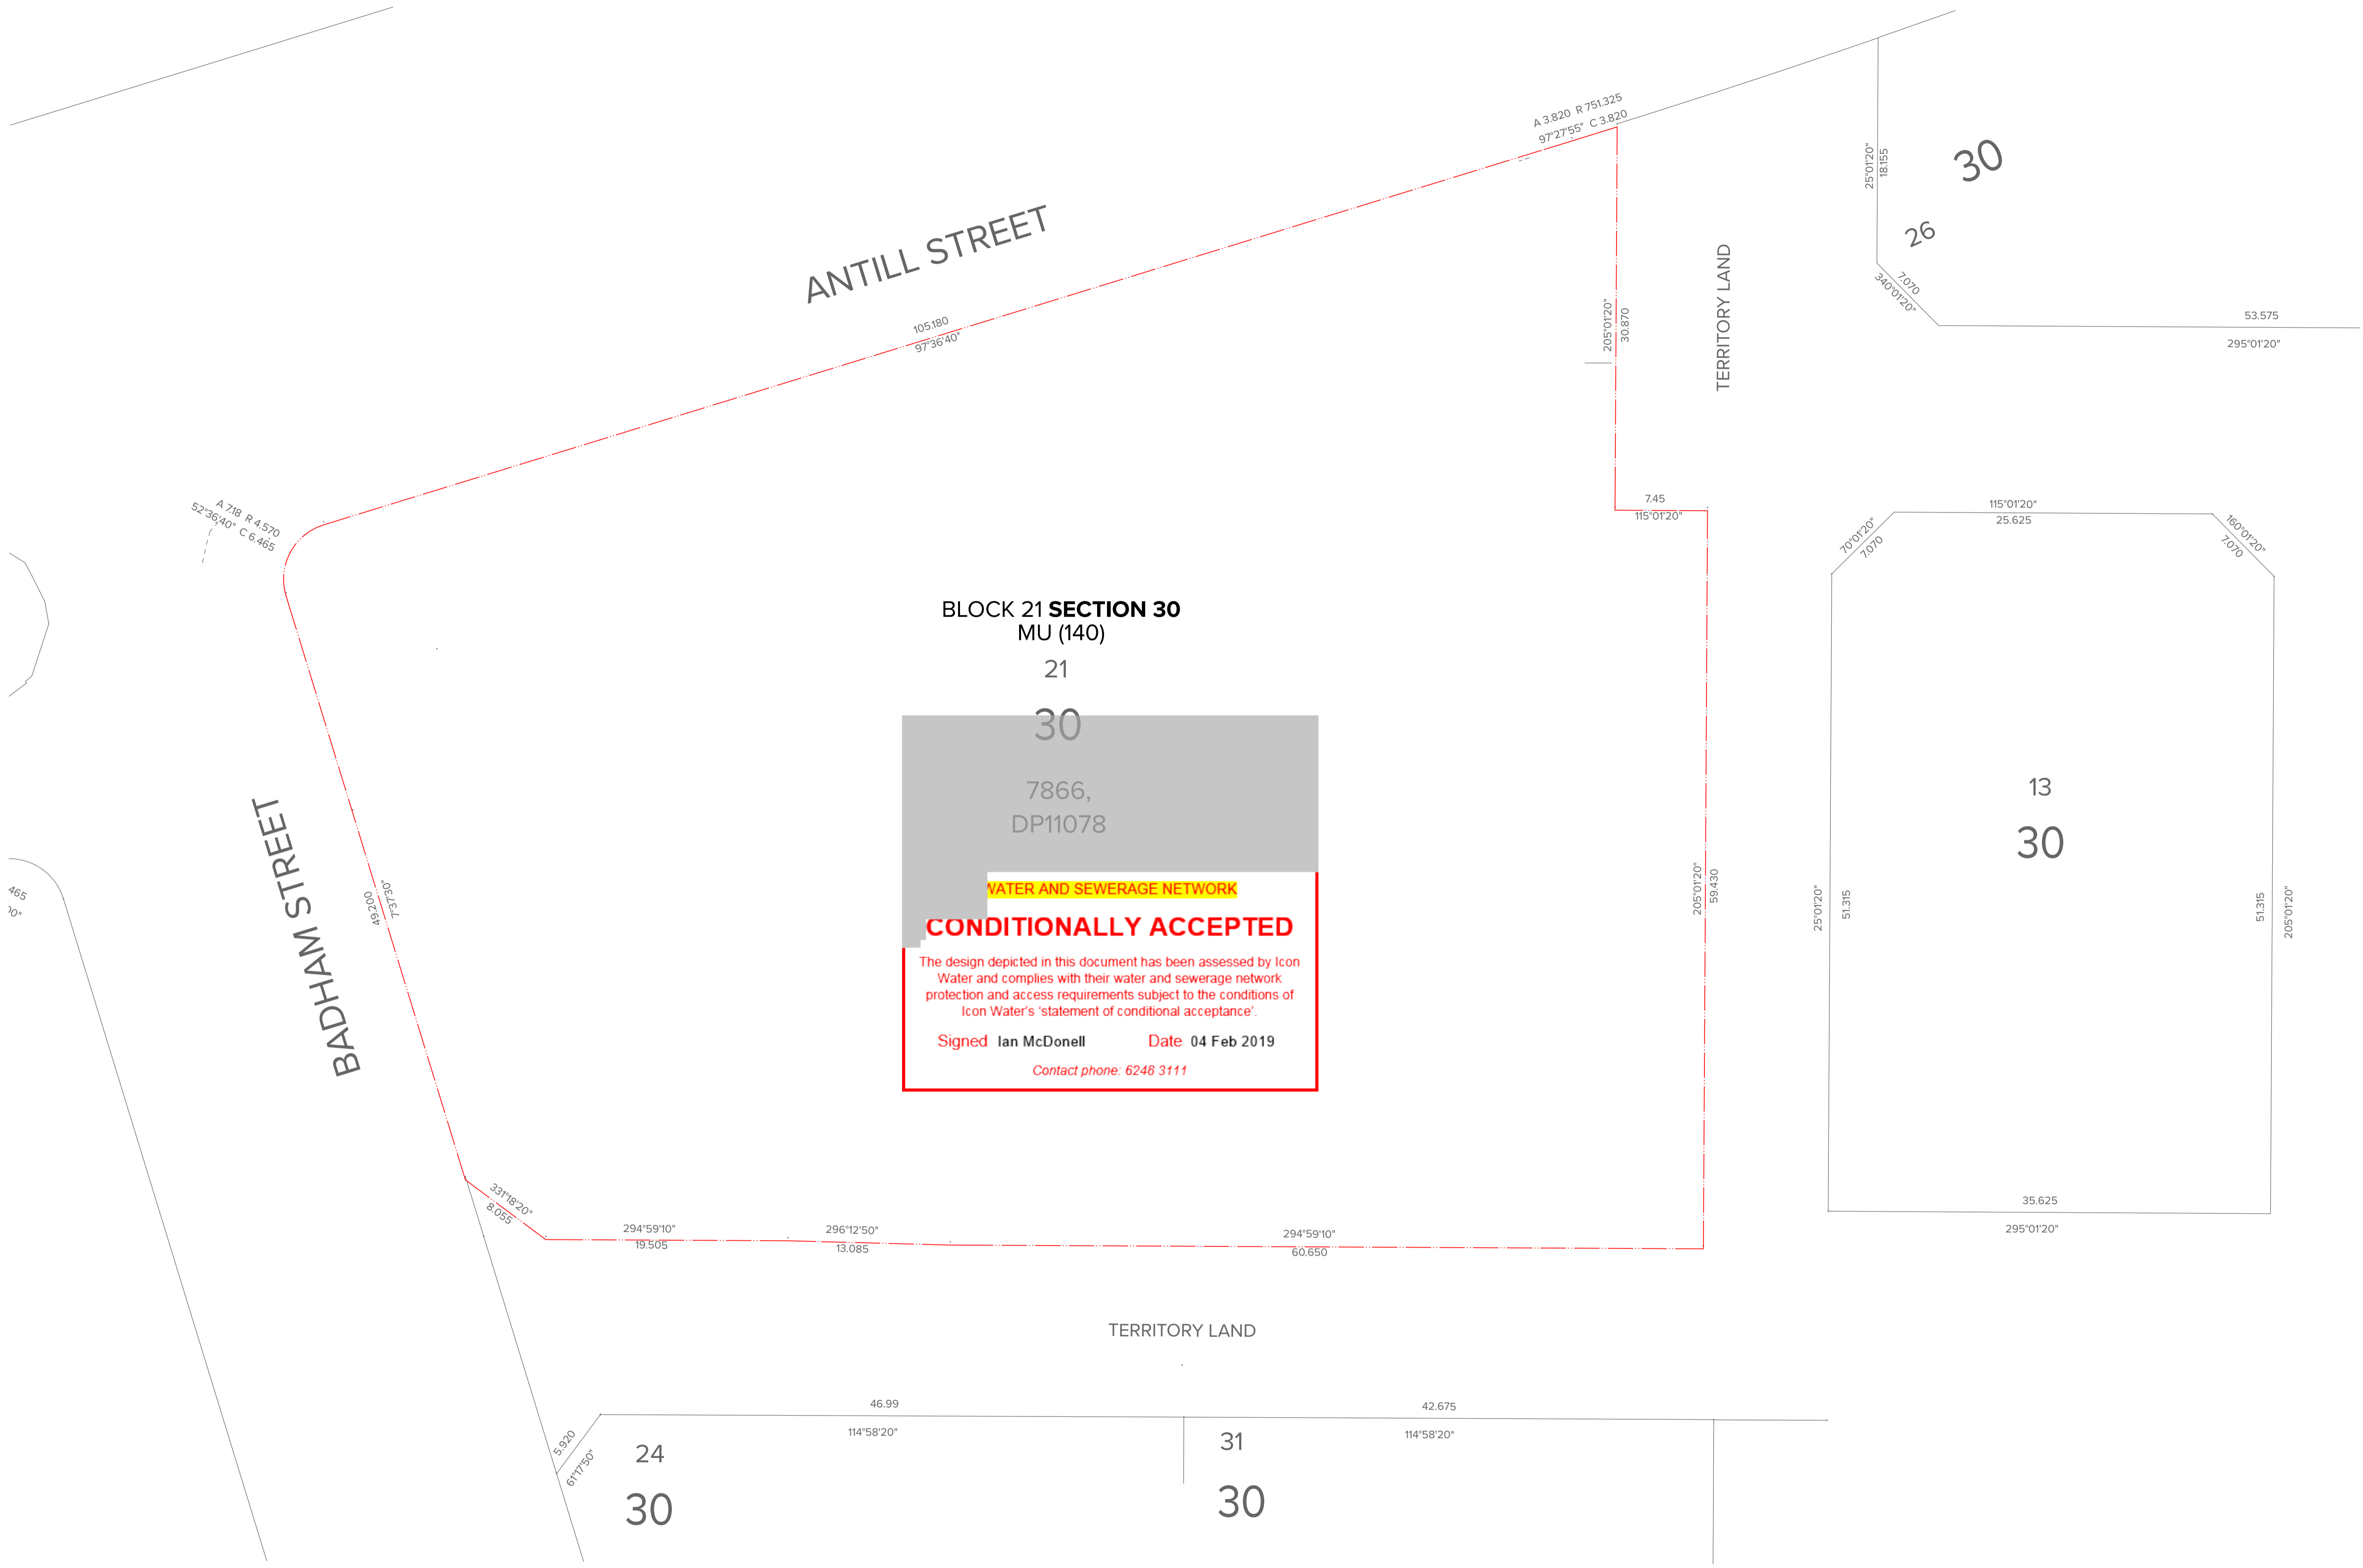 A 3.820 R 751.325
97°27'55" C 3.820
25°01'20"
18.155
30
26
7.070
340°01'20"
53.575
295°01'20"
ANTILL STREET
105.180
97°36'40"
205°01'20"
30.870
TERRITORY LAND
A 7.18 R 4.570
52°36'40" C 6.465
7.45
115°01'20"
115°01'20"
25.625
70°01'20"
7.070
160°01'20"
7.070
BLOCK 21 SECTION 30
MU (140)
21
30
7866,
DP11078
13
30
BADHAM STREET
49.200
7°37'30"
465
WATER AND SEWERAGE NETWORK
CONDITIONALLY ACCEPTED
The design depicted in this document has been assessed by Icon
Water and complies with their water and sewerage network
protection and access requirements subject to the conditions of
Icon Water's 'statement of conditional acceptance'.
Signed Ian McDonell Date 04 Feb 2019
Contact phone: 6248 3111
205°01'20"
59.430
25°01'20"
51.315
51.315
205°01'20"
331°18'20"
8.055
294°59'10"
19.505
296°12'50"
13.085
294°59'10"
60.650
35.625
295°01'20"
TERRITORY LAND
46.99
114°58'20"
42.675
114°58'20"
5.920
61°17'50"
24
30
31
30